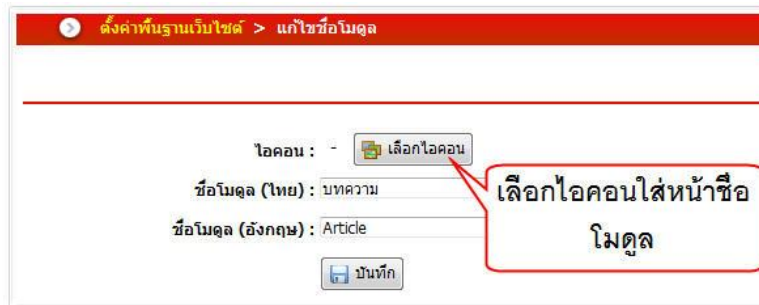 ตั้งค่าพื้นฐานเว็บไซต์ > แก้ไขชื่อโมดูล
ไอคอน : - เลือกไอคอน
ชื่อโมดูล (ไทย) : บทความ
ชื่อโมดูล (อังกฤษ) : Article
บันทึก
เลือกไอคอนใส่หน้าชื่อ
โมดูล